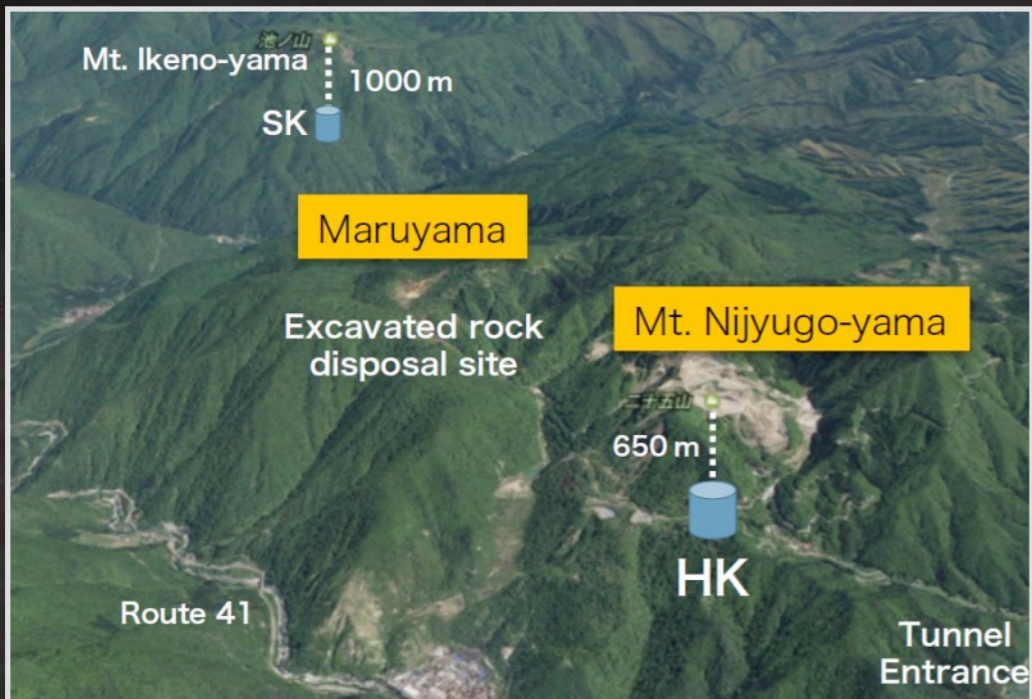 池ノ山
Mt. Ikeno-yama
1000 m
SK
Maruyama
Excavated rock
disposal site
Mt. Nijyugo-yama
二十五山
650 m
HK
Route 41
Tunnel
Entrance